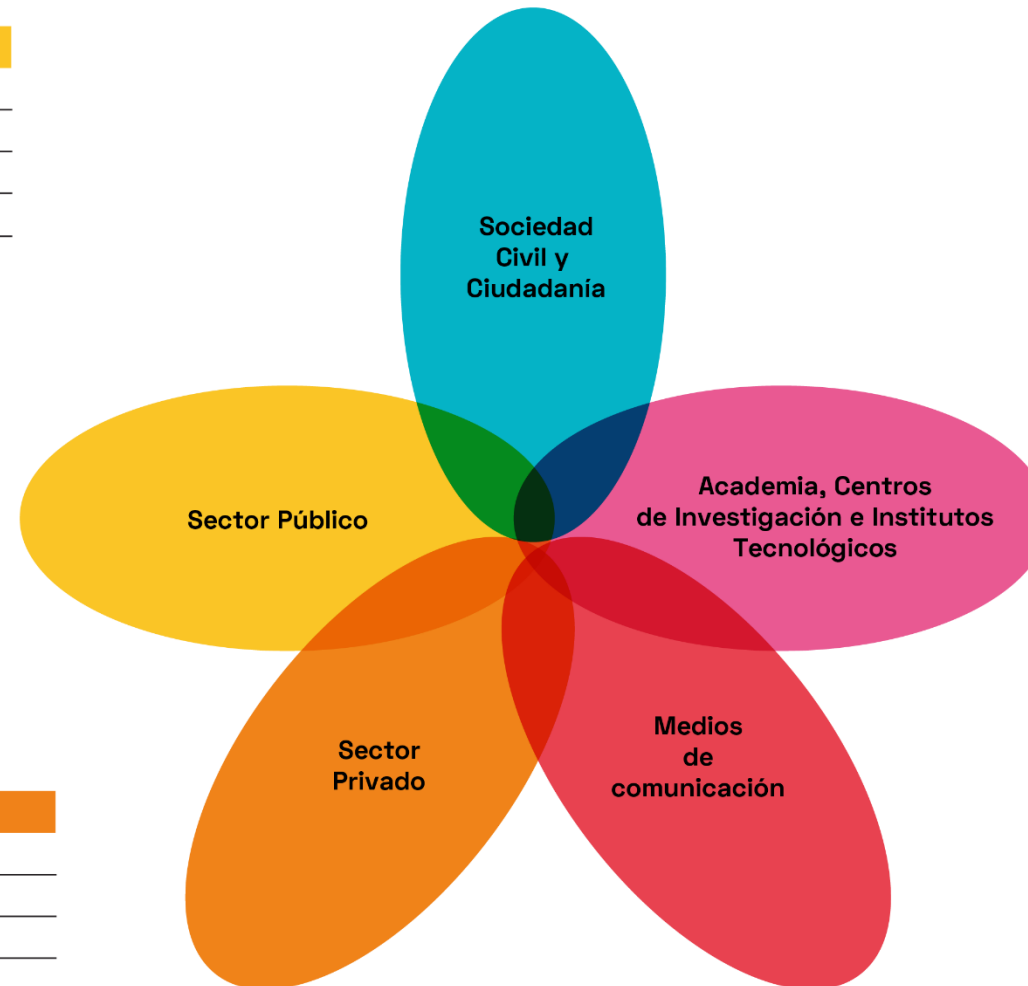 Sociedad
Civil y
Ciudadanía
Sector Público
Academia, Centros
de Investigación e Institutos
Tecnológicos
Sector
Privado
Medios
de
comunicación